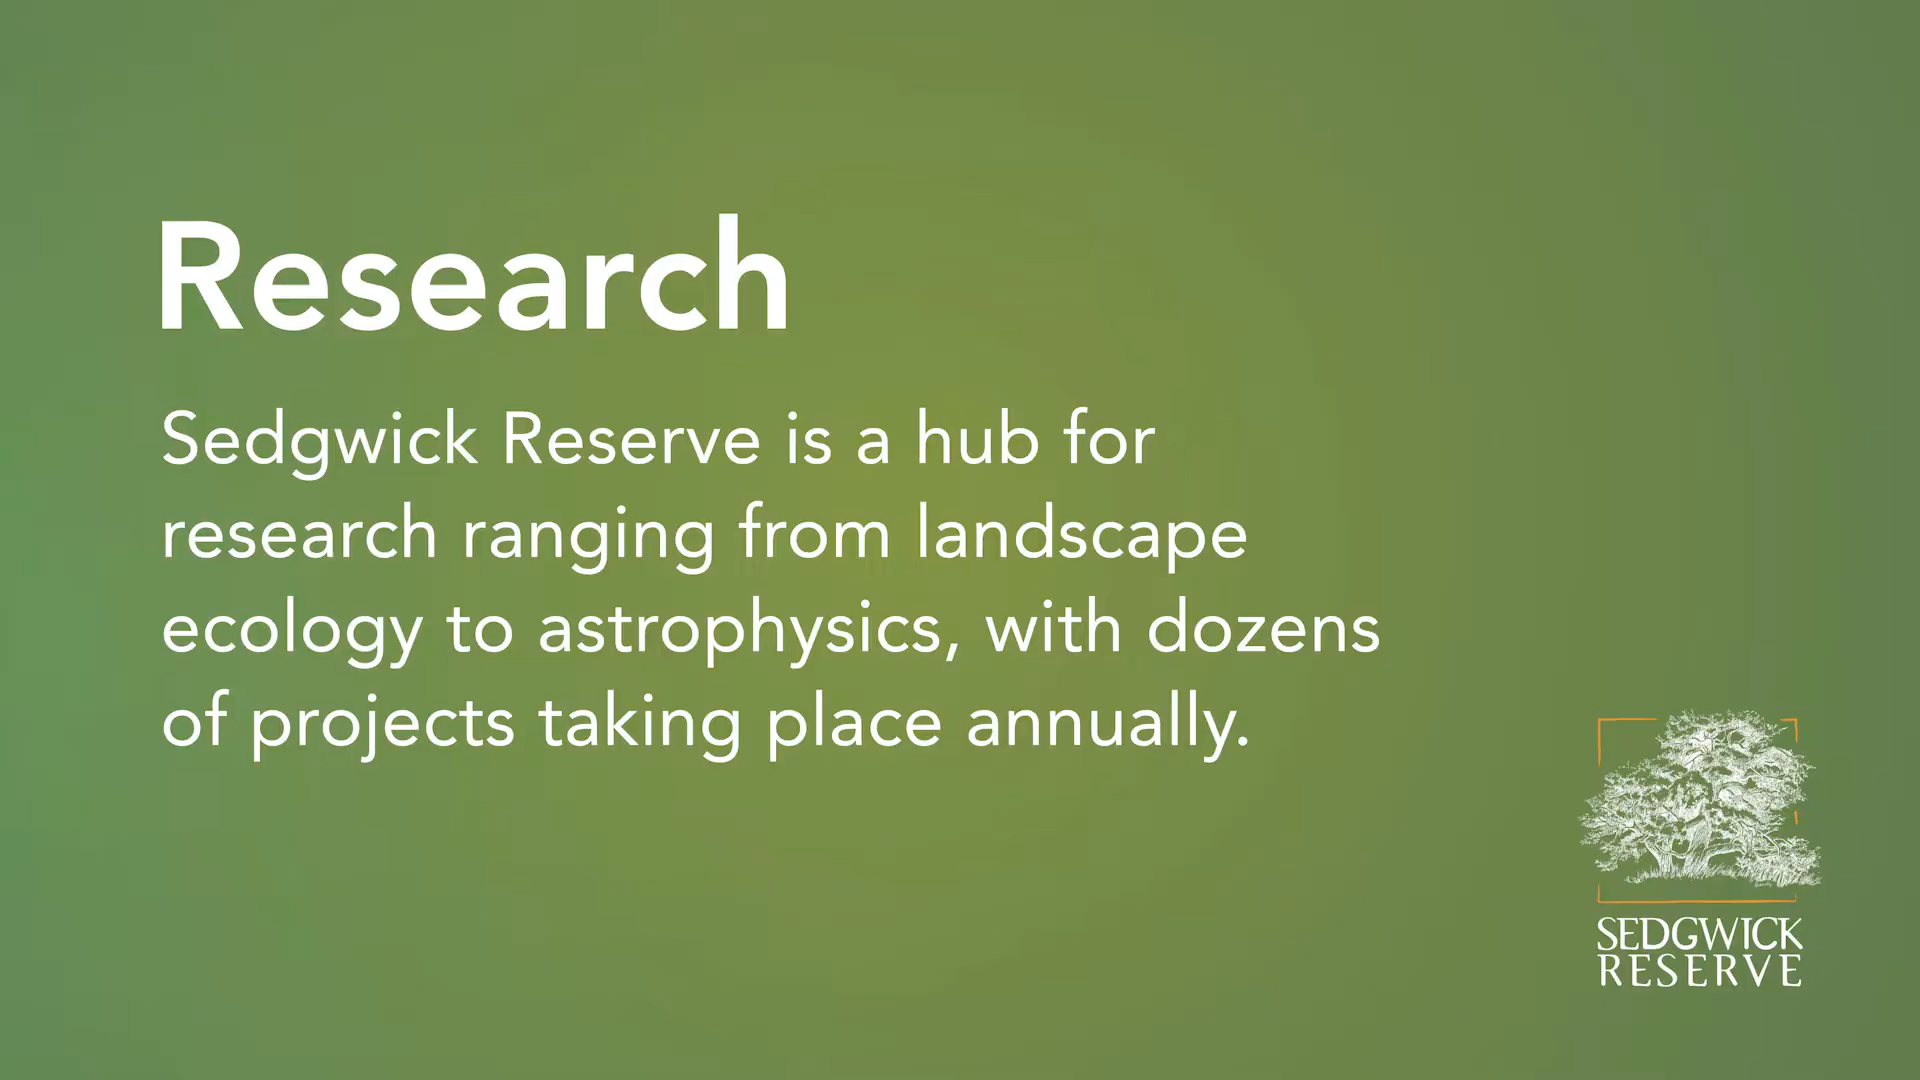 Research
Sedgwick Reserve is a hub for
research ranging from landscape
ecology to astrophysics, with dozens
of projects taking place annually.
SEDGWICK
RESERVE